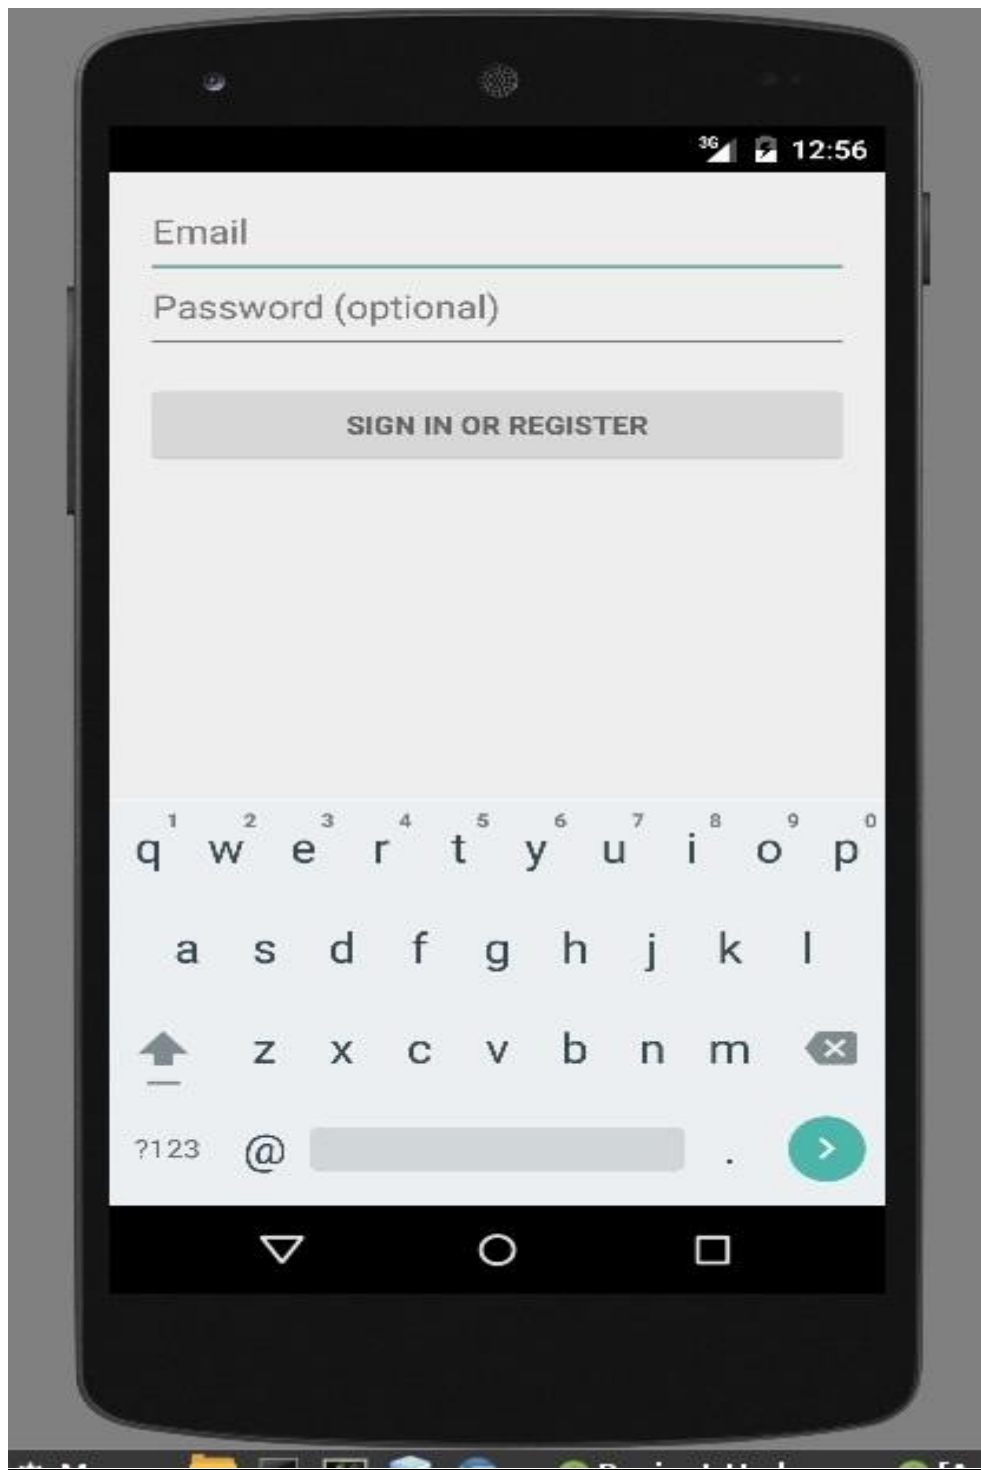 3G 12:56
Email
Password (optional)
SIGN IN OR REGISTER
1 2 3 4 5 6 7 8 9 0
q w e r t y u i o p
a s d f g h j k l
z x c v b n m
?123 @ .